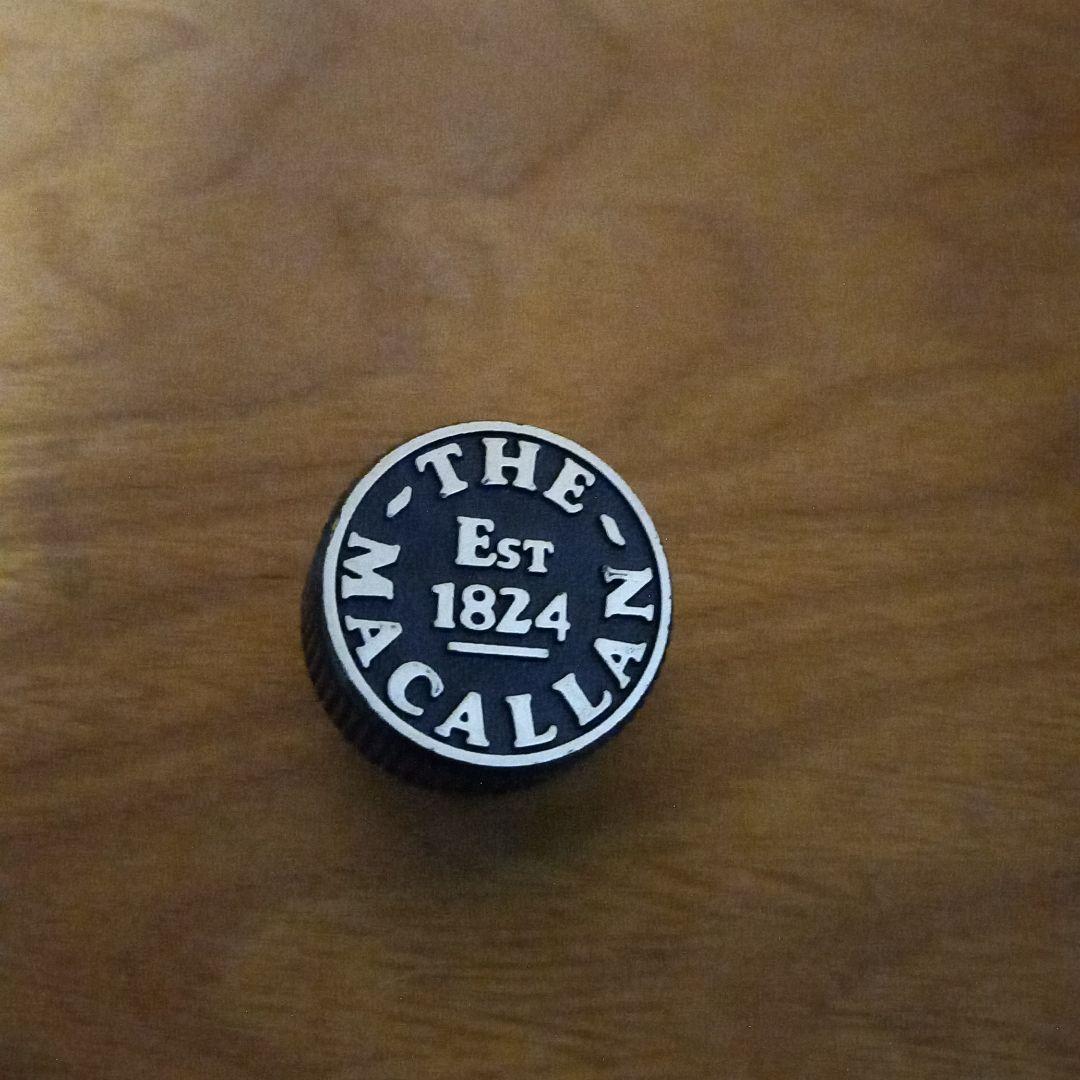 - THE -
EST
1824
MACALLAN